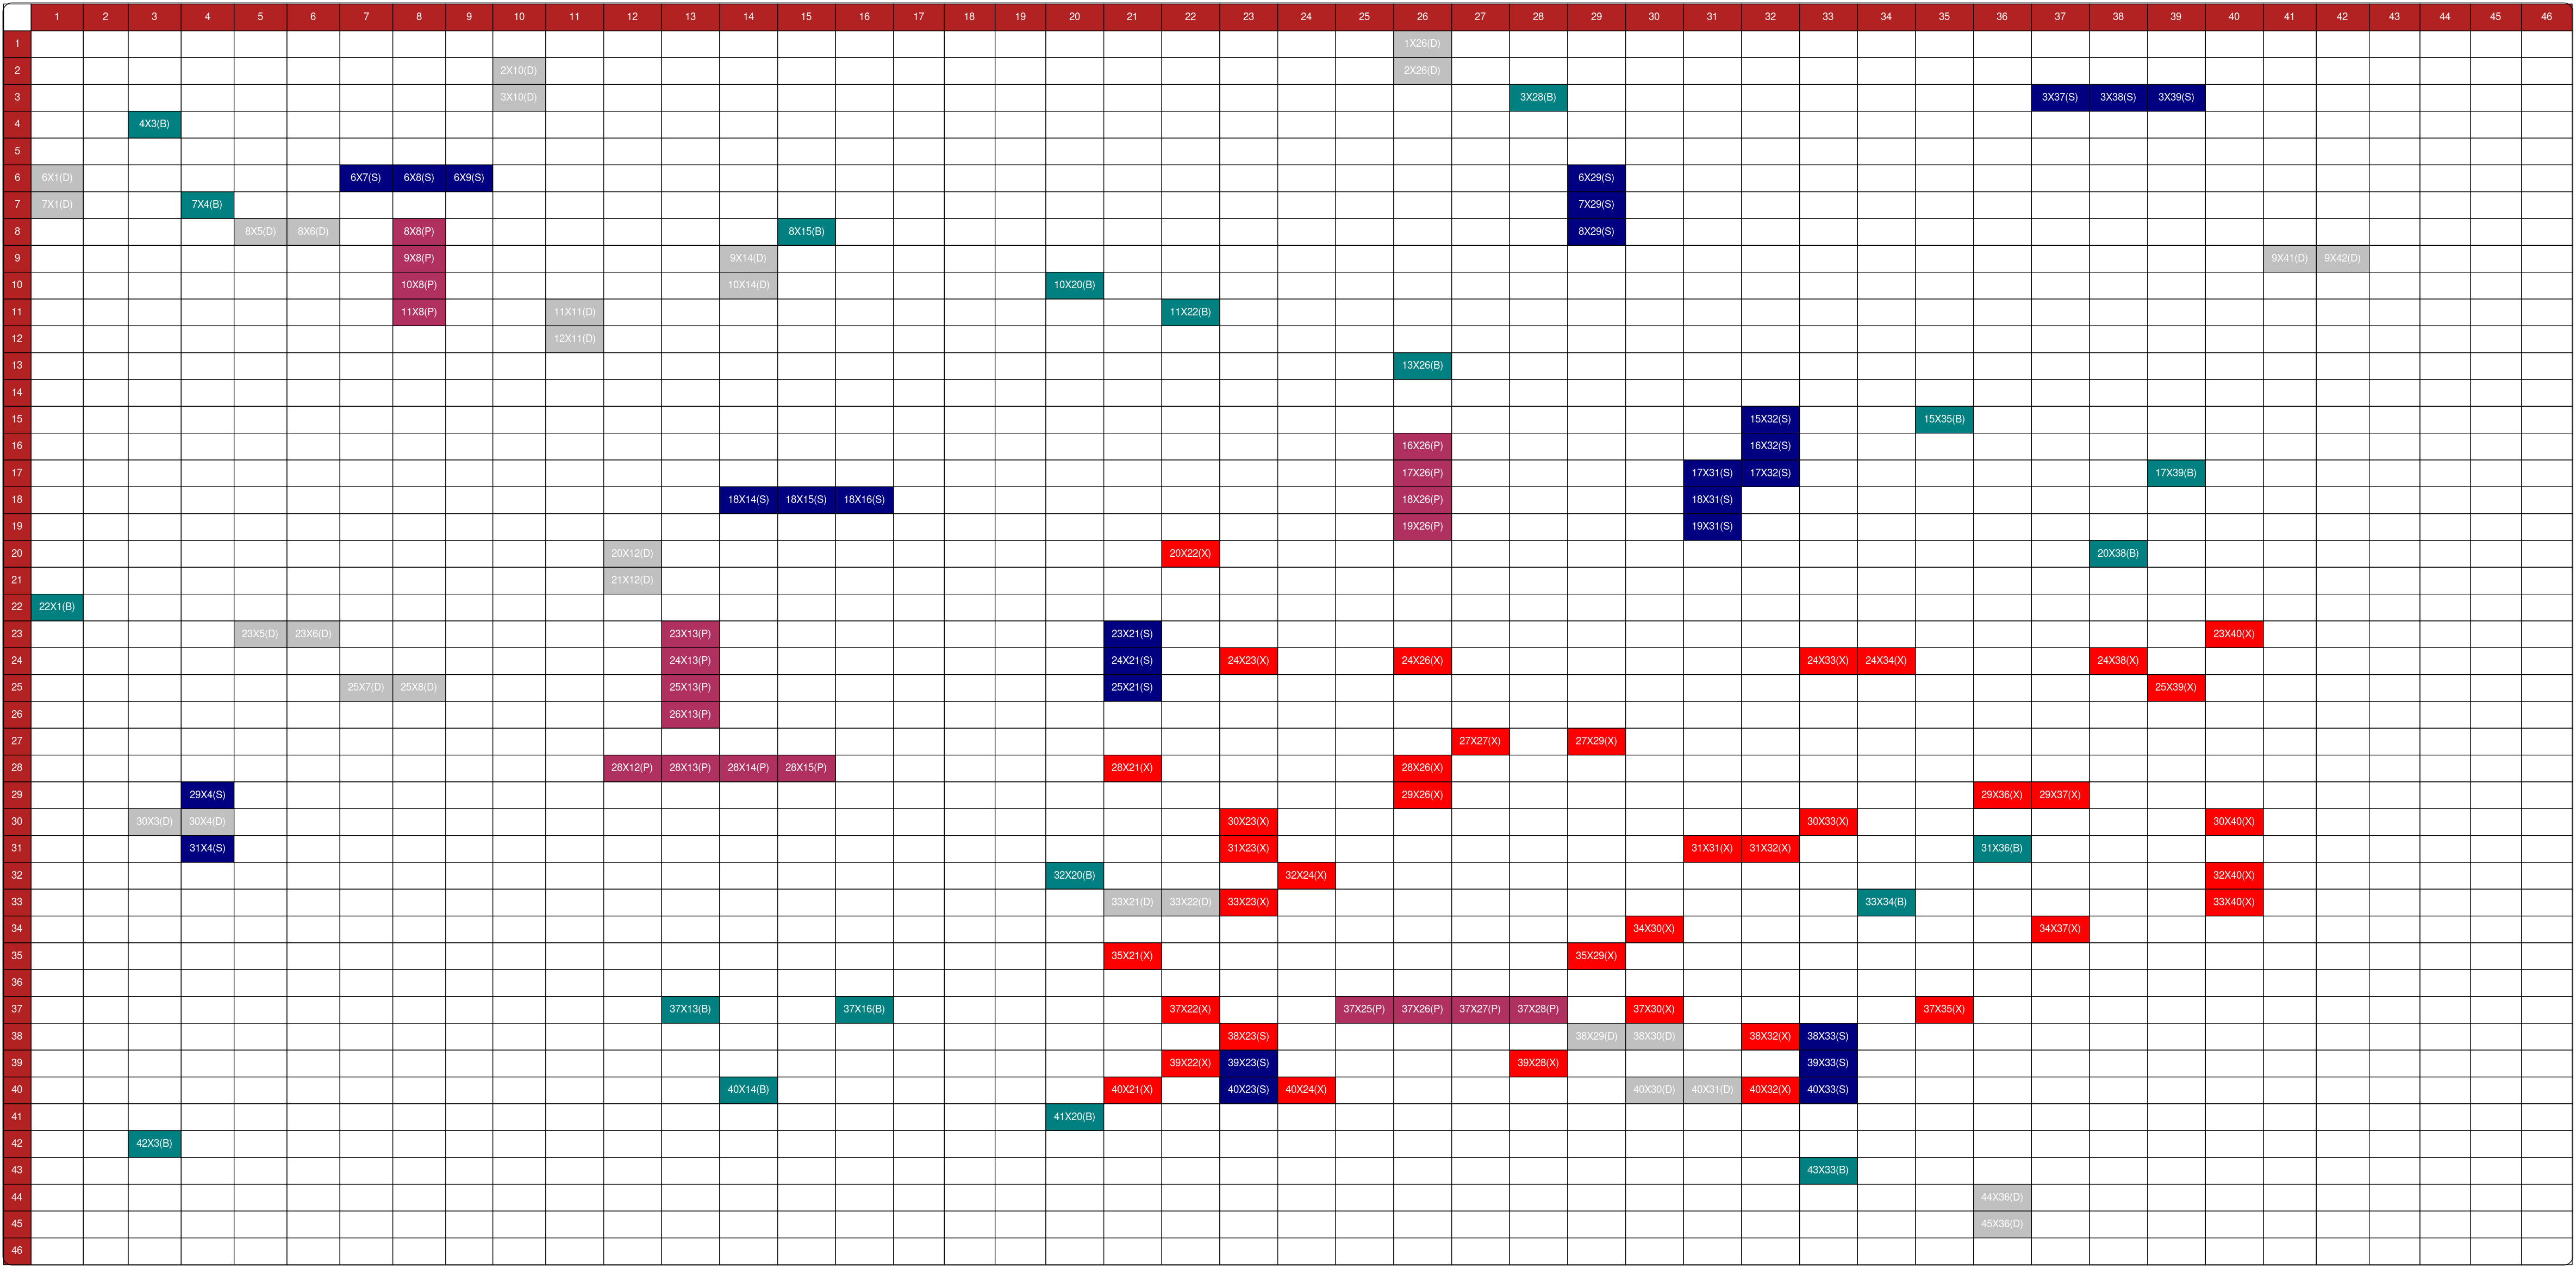 1 2 3 4 5 6 7 8 9 10 11 12 13 14 15 16 17 18 19 20 21 22 23 24 25 26 27 28 29 30 31 32 33 34 35 36 37 38 39 40 41 42 43 44 45 46
1 1X26(D)
2 2X10(D) 2X26(D)
3 3X10(D) 3X28(B) 3X37(S) 3X38(S) 3X39(S)
4 4X3(B)
5
6 6X1(D) 6X7(S) 6X8(S) 6X9(S) 6X29(S)
7 7X1(D) 7X4(B) 7X29(S)
8 8X5(D) 8X6(D) 8X8(P) 8X15(B) 8X29(S)
9 9X8(P) 9X14(D) 9X41(D) 9X42(D)
10 10X8(P) 10X14(D) 10X20(B)
11 11X8(P) 11X11(D) 11X22(B)
12 12X11(D)
13 13X26(B)
14
15 15X32(S) 15X35(B)
16 16X26(P) 16X32(S)
17 17X26(P) 17X31(S) 17X32(S) 17X39(B)
18 18X14(S) 18X15(S) 18X16(S) 18X26(P) 18X31(S)
19 19X26(P) 19X31(S)
20 20X12(D) 20X22(X) 20X38(B)
21 21X12(D)
22 22X1(B)
23 23X5(D) 23X6(D) 23X13(P) 23X21(S) 23X40(X)
24 24X13(P) 24X21(S) 24X23(X) 24X26(X) 24X33(X) 24X34(X) 24X38(X)
25 25X7(D) 25X8(D) 25X13(P) 25X21(S) 25X39(X)
26 26X13(P)
27 27X27(X) 27X29(X)
28 28X12(P) 28X13(P) 28X14(P) 28X15(P) 28X21(X) 28X26(X)
29 29X4(S) 29X26(X) 29X36(X) 29X37(X)
30 30X3(D) 30X4(D) 30X23(X) 30X33(X) 30X40(X)
31 31X4(S) 31X23(X) 31X31(X) 31X32(X) 31X36(B)
32 32X20(B) 32X24(X) 32X40(X)
33 33X21(D) 33X22(D) 33X23(X) 33X34(B) 33X40(X)
34 34X30(X) 34X37(X)
35 35X21(X) 35X29(X)
36
37 37X13(B) 37X16(B) 37X22(X) 37X25(P) 37X26(P) 37X27(P) 37X28(P) 37X30(X) 37X35(X)
38 38X23(S) 38X29(D) 38X30(D) 38X32(X) 38X33(S)
39 39X22(X) 39X23(S) 39X28(X) 39X33(S)
40 40X14(B) 40X21(X) 40X23(S) 40X24(X) 40X30(D) 40X31(D) 40X32(X) 40X33(S)
41 41X20(B)
42 42X3(B)
43 43X33(B)
44 44X36(D)
45 45X36(D)
46